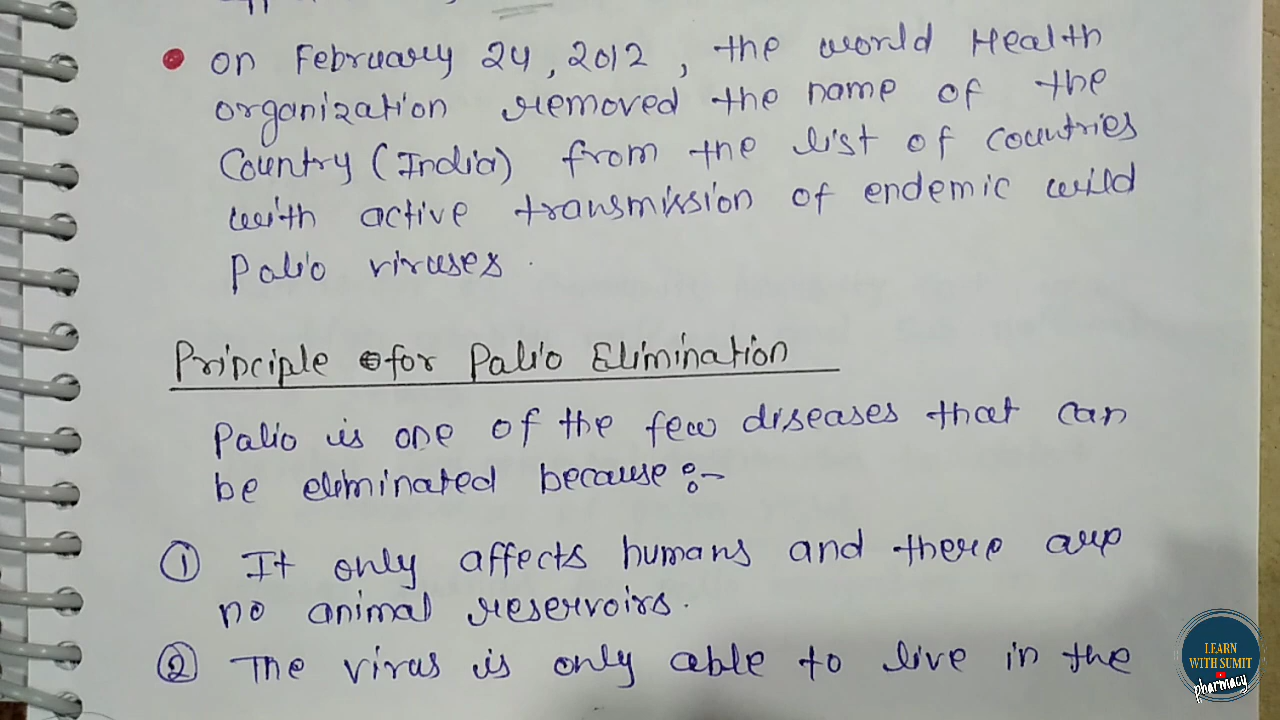 on February 24, 2012, the world Health
organization removed the name of the
Country (India) from the list of countries
with active transmission of endemic wild
Palio viruses.
Principle for Palio Elimination
Palio is one of the few diseases that can
be eliminated because :-
① It only affects humans and there are
no animal reservoirs.
② The virus is only able to live in the
LEARN
WITH SUMIT
pharmacy